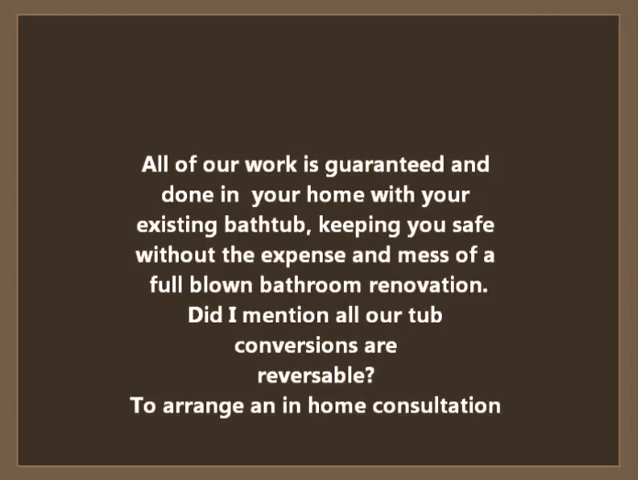 All of our work is guaranteed and
done in  your home with your
existing bathtub, keeping you safe
without the expense and mess of a
full blown bathroom renovation.
Did I mention all our tub
conversions are
reversable?
To arrange an in home consultation